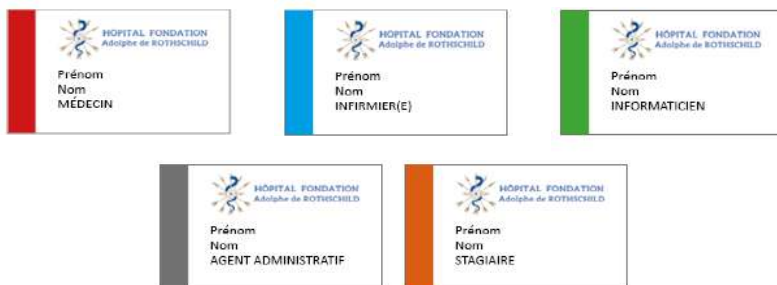 HÔPITAL FONDATION
Adolphe de ROTHSCHILD
Prénom
Nom
MÉDECIN
HÔPITAL FONDATION
Adolphe de ROTHSCHILD
Prénom
Nom
INFIRMIER(E)
HÔPITAL FONDATION
Adolphe de ROTHSCHILD
Prénom
Nom
INFORMATICIEN
HÔPITAL FONDATION
Adolphe de ROTHSCHILD
Prénom
Nom
AGENT ADMINISTRATIF
HÔPITAL FONDATION
Adolphe de ROTHSCHILD
Prénom
Nom
STAGIAIRE